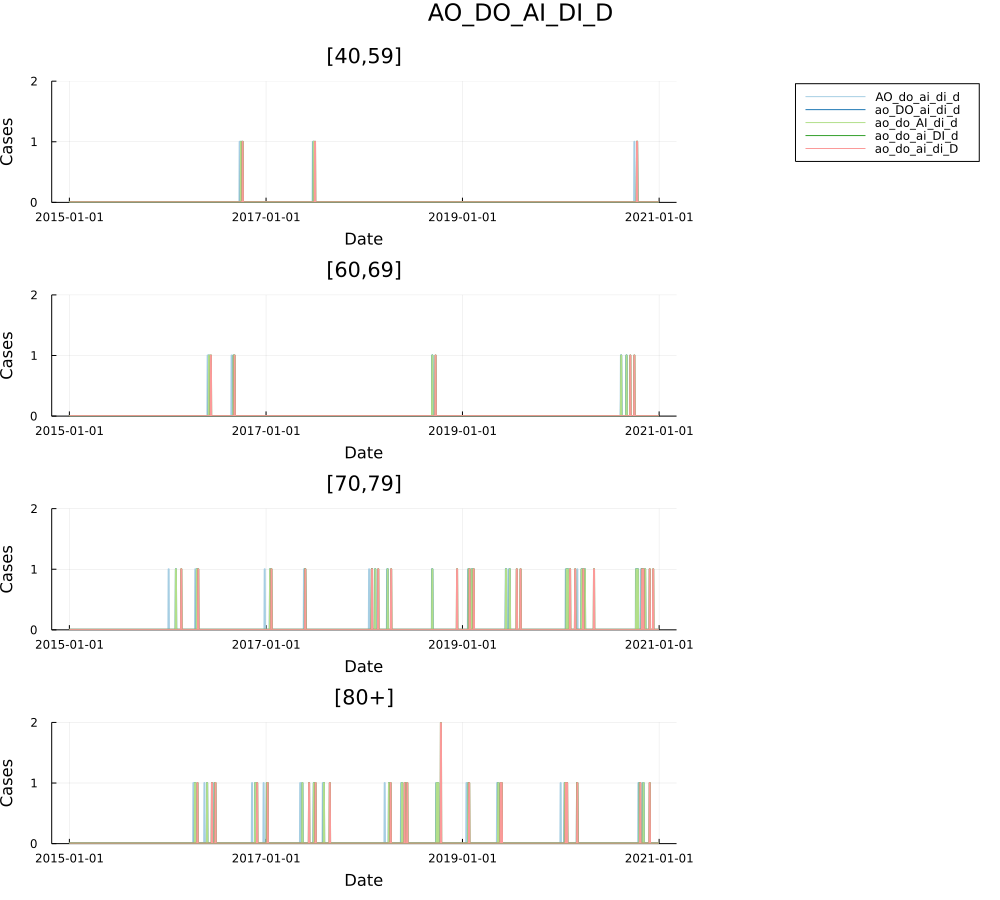 AO_DO_AI_DI_D
[40,59]
2
1
0
Cases
2015-01-01 2017-01-01 2019-01-01 2021-01-01
Date
AO_do_ai_di_d
ao_DO_ai_di_d
ao_do_AI_di_d
ao_do_ai_DI_d
ao_do_ai_di_D
[60,69]
2
1
0
Cases
2015-01-01 2017-01-01 2019-01-01 2021-01-01
Date
[70,79]
2
1
0
Cases
2015-01-01 2017-01-01 2019-01-01 2021-01-01
Date
[80+]
2
1
0
Cases
2015-01-01 2017-01-01 2019-01-01 2021-01-01
Date